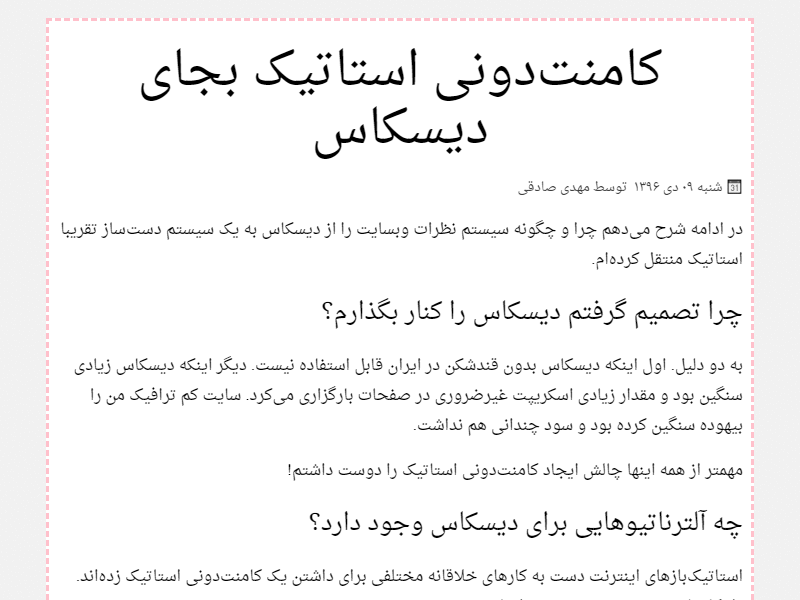 کامنت‌دونی استاتیک بجای
دیسکاس
شنبه ۰۹ دی ۱۳۹۶ توسط مهدی صادقی
در ادامه شرح می‌دهم چرا و چگونه سیستم نظرات وبسایت را از دیسکاس به یک سیستم دست‌ساز تقریبا
استاتیک منتقل کرده‌ام.
چرا تصمیم گرفتم دیسکاس را کنار بگذارم؟
به دو دلیل. اول اینکه دیسکاس بدون قندشکن در ایران قابل استفاده نیست. دیگر اینکه دیسکاس زیادی
سنگین بود و مقدار زیادی اسکریپت غیرضروری در صفحات بارگزاری می‌کرد. سایت کم ترافیک من را
بیهوده سنگین کرده بود و سود چندانی هم نداشت.
مهمتر از همه اینها چالش ایجاد کامنت‌دونی استاتیک را دوست داشتم!
چه آلترناتیوهایی برای دیسکاس وجود دارد؟
استاتیک‌بازهای اینترنت دست به کارهای خلاقانه مختلفی برای داشتن یک کامنت‌دونی استاتیک زده‌اند.